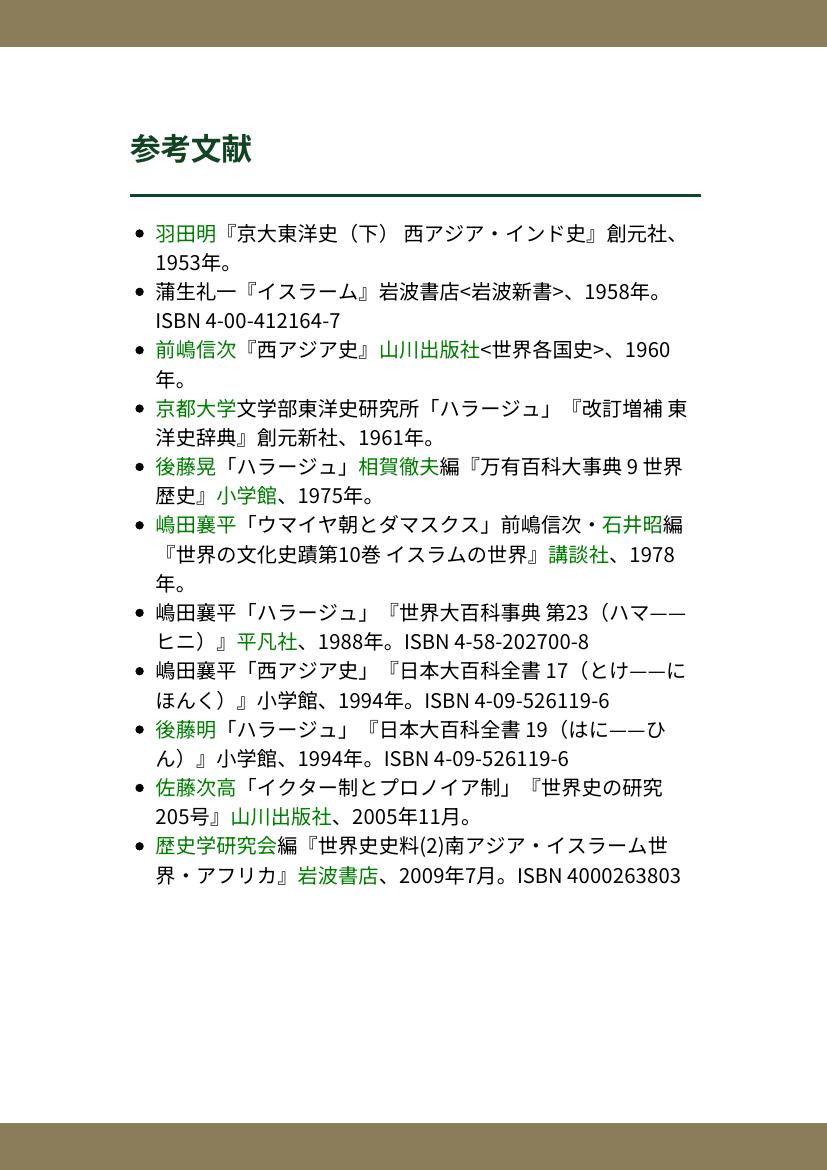 参考文献
羽田明『京大東洋史（下） 西アジア・インド史』創元社、
1953年。
蒲生礼一『イスラーム』岩波書店<岩波新書>、1958年。
ISBN 4-00-412164-7
前嶋信次『西アジア史』山川出版社<世界各国史>、1960
年。
京都大学文学部東洋史研究所「ハラージュ」『改訂増補 東
洋史辞典』創元新社、1961年。
後藤晃「ハラージュ」相賀徹夫編『万有百科大事典 9 世界
歴史』小学館、1975年。
嶋田襄平「ウマイヤ朝とダマスクス」前嶋信次・石井昭編
『世界の文化史蹟第10巻 イスラムの世界』講談社、1978
年。
嶋田襄平「ハラージュ」『世界大百科事典 第23（ハマ——
ヒニ）』平凡社、1988年。ISBN 4-58-202700-8
嶋田襄平「西アジア史」『日本大百科全書 17（とけ——に
ほんく）』小学館、1994年。ISBN 4-09-526119-6
後藤明「ハラージュ」『日本大百科全書 19（はに——ひ
ん）』小学館、1994年。ISBN 4-09-526119-6
佐藤次高「イクター制とプロノイア制」『世界史の研究
205号』山川出版社、2005年11月。
歴史学研究会編『世界史史料(2)南アジア・イスラーム世
界・アフリカ』岩波書店、2009年7月。ISBN 4000263803